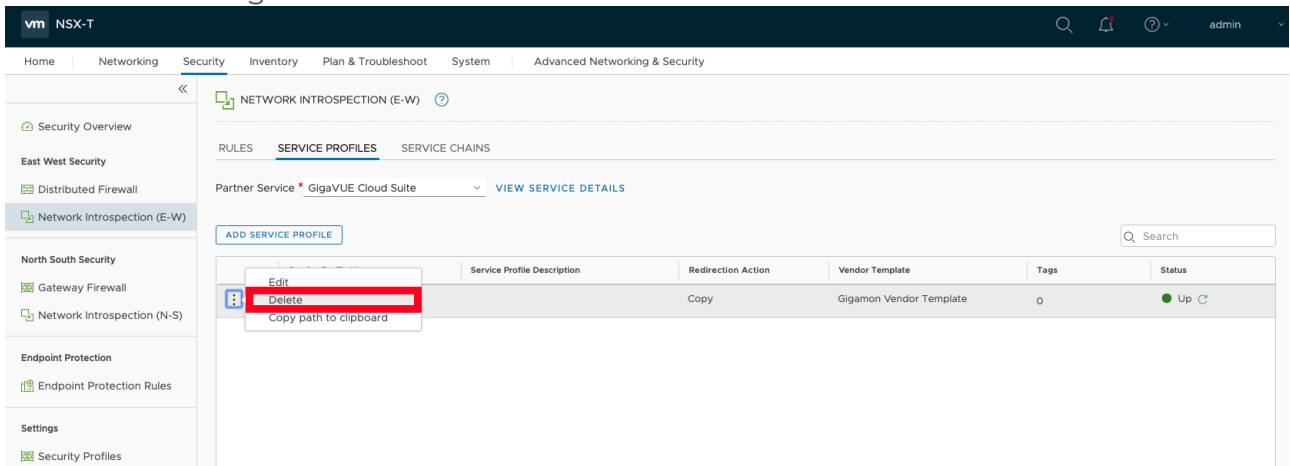 vm NSX-T admin
Home Networking Security Inventory Plan & Troubleshoot System Advanced Networking & Security
NETWORK INTROSPECTION (E-W)
Security Overview
RULES SERVICE PROFILES SERVICE CHAINS
East West Security
Partner Service * GigaVUE Cloud Suite VIEW SERVICE DETAILS
Distributed Firewall
Network Introspection (E-W)
ADD SERVICE PROFILE Search
North South Security
Service Profile Description Redirection Action Vendor Template Tags Status
Edit
Gateway Firewall
Delete Copy Gigamon Vendor Template 0 Up
Network Introspection (N-S)
Copy path to clipboard
Endpoint Protection
Endpoint Protection Rules
Settings
Security Profiles